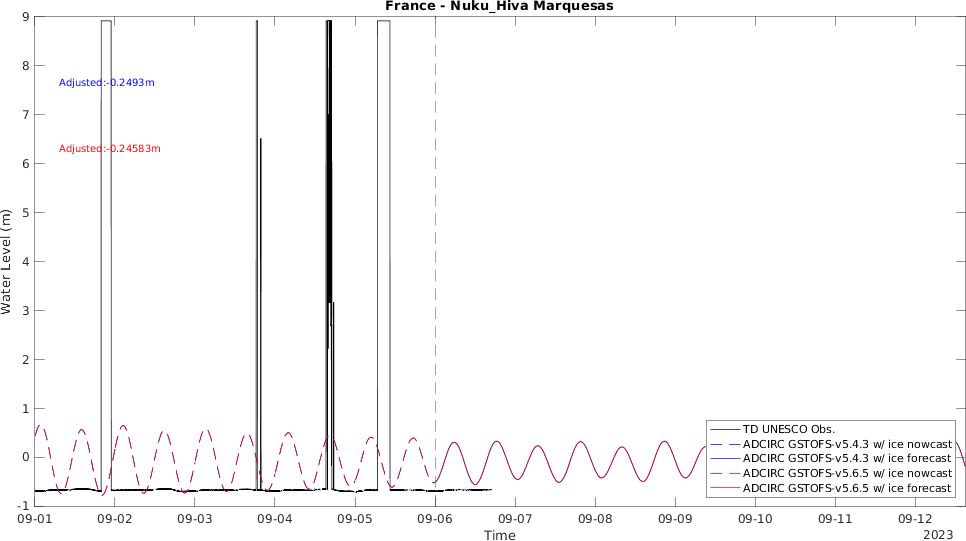 France - Nuku_Hiva Marquesas
9
8
7
6
5
4
3
2
1
0
-1
Water Level (m)
Adjusted:-0.2493m
Adjusted:-0.24583m
TD UNESCO Obs.
ADCIRC GSTOFS-v5.4.3 w/ ice nowcast
ADCIRC GSTOFS-v5.4.3 w/ ice forecast
ADCIRC GSTOFS-v5.6.5 w/ ice nowcast
ADCIRC GSTOFS-v5.6.5 w/ ice forecast
09-01 09-02 09-03 09-04 09-05 09-06 09-07 09-08 09-09 09-10 09-11 09-12
Time
2023